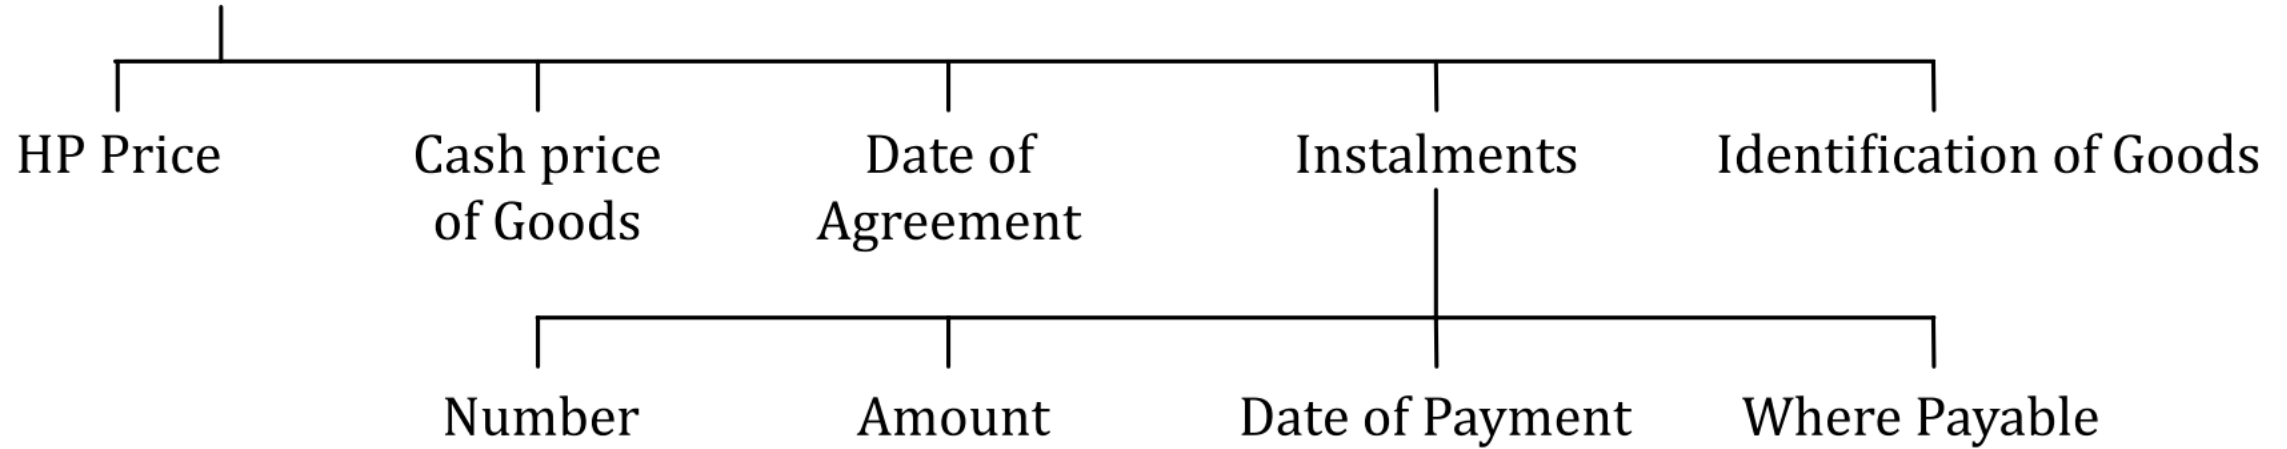 HP Price
Cash price
of Goods
Date of
Agreement
Instalments
Identification of Goods
Number
Amount
Date of Payment
Where Payable